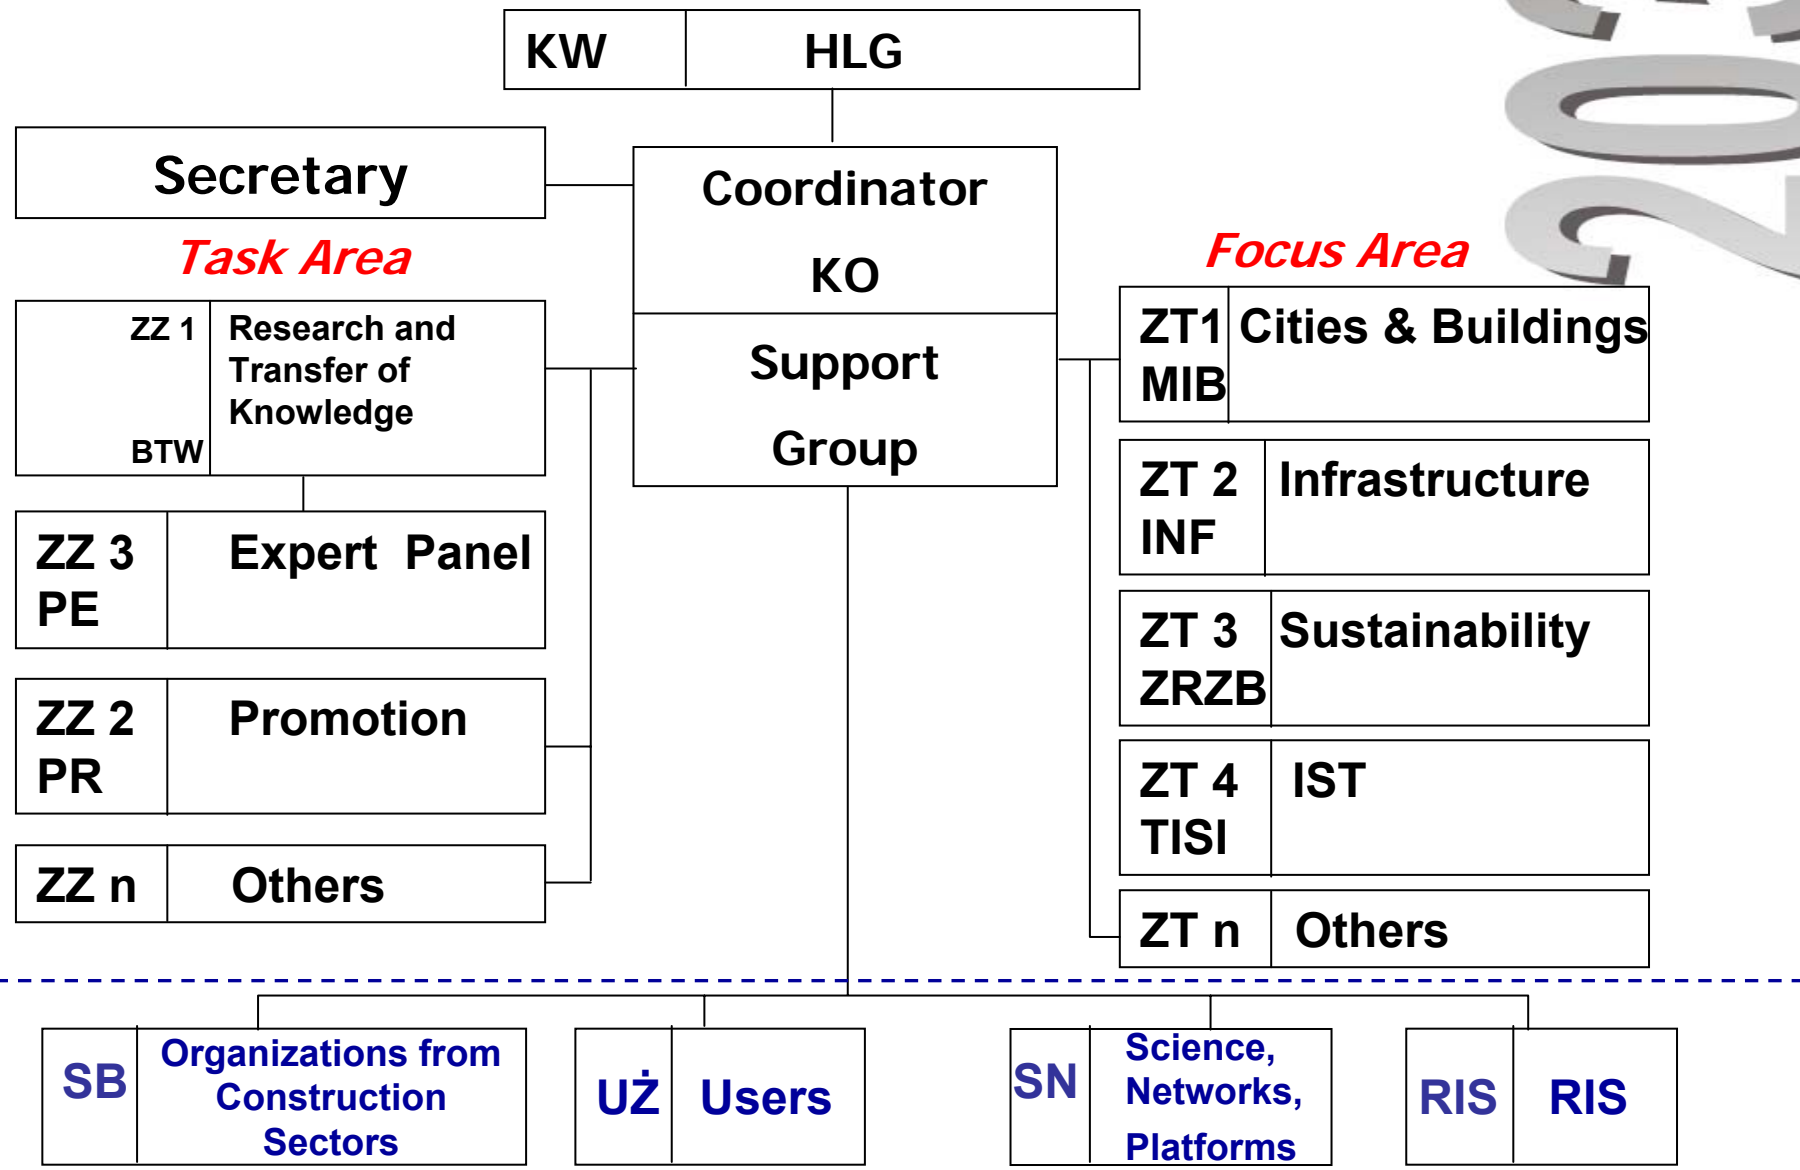 KW HLG
Secretary
Coordinator
KO
Support
Group
Task Area
ZZ 1 Research and
Transfer of
Knowledge
BTW
ZZ 3 Expert Panel
PE
ZZ 2 Promotion
PR
ZZ n Others
Focus Area
ZT1 Cities & Buildings
MIB
ZT 2 Infrastructure
INF
ZT 3 Sustainability
ZRZB
ZT 4 IST
TISI
ZT n Others
SB Organizations from
Construction
Sectors
UŻ Users
SN Science,
Networks,
Platforms
RIS RIS
20